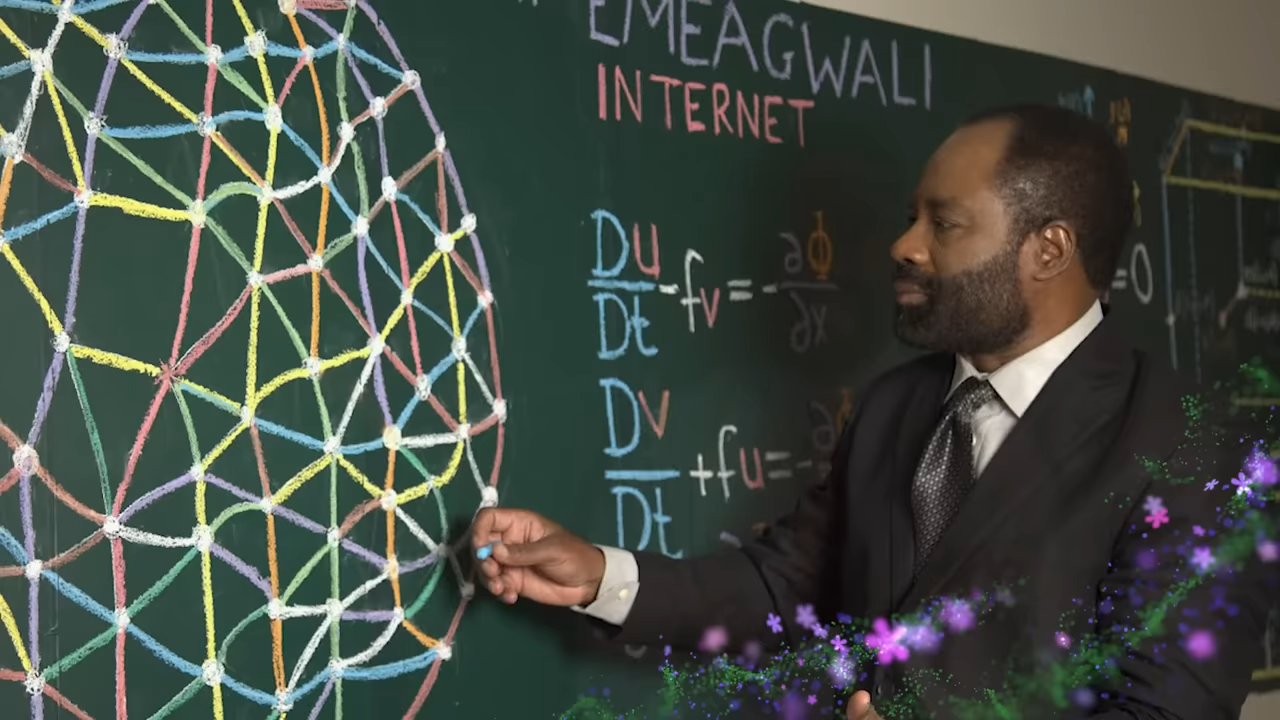 EMEAGWALI
INTERNET
Du/Dt - fv = - ∂Φ/∂x
Dv/Dt + fu = - ∂Φ
=0